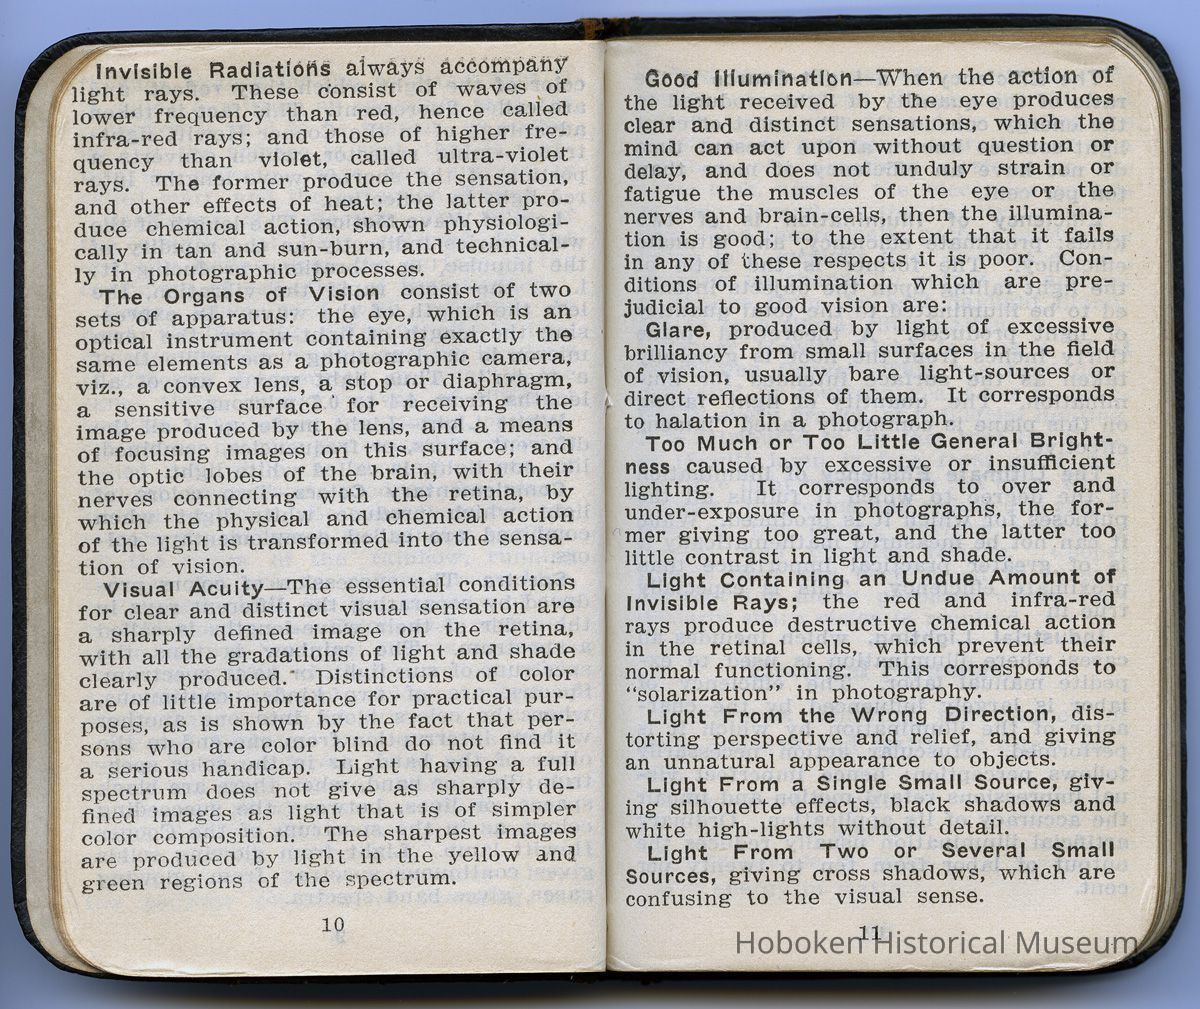 Invisible Radiations always accompany
light rays. These consist of waves of
lower frequency than red, hence called
infra-red rays; and those of higher fre-
quency than violet, called ultra-violet
rays. The former produce the sensation,
and other effects of heat; the latter pro-
duce chemical action, shown physiologi-
cally in tan and sun-burn, and technical-
ly in photographic processes.
The Organs of Vision consist of two
sets of apparatus: the eye, which is an
optical instrument containing exactly the
same elements as a photographic camera,
viz., a convex lens, a stop or diaphragm,
a sensitive surface for receiving the
image produced by the lens, and a means
of focusing images on this surface; and
the optic lobes of the brain, with their
nerves connecting with the retina, by
which the physical and chemical action
of the light is transformed into the sensa-
tion of vision.
Visual Acuity—The essential conditions
for clear and distinct visual sensation are
a sharply defined image on the retina,
with all the gradations of light and shade
clearly produced. Distinctions of color
are of little importance for practical pur-
poses, as is shown by the fact that per-
sons who are color blind do not find it
a serious handicap. Light having a full
spectrum does not give as sharply de-
fined images as light that is of simpler
color composition. The sharpest images
are produced by light in the yellow and
green regions of the spectrum.
10
Good Illumination—When the action of
the light received by the eye produces
clear and distinct sensations, which the
mind can act upon without question or
delay, and does not unduly strain or
fatigue the muscles of the eye or the
nerves and brain-cells, then the illumina-
tion is good; to the extent that it fails
in any of these respects it is poor. Con-
ditions of illumination which are pre-
judicial to good vision are:
Glare, produced by light of excessive
brilliancy from small surfaces in the field
of vision, usually bare light-sources or
direct reflections of them. It corresponds
to halation in a photograph.
Too Much or Too Little General Bright-
ness caused by excessive or insufficient
lighting. It corresponds to over and
under-exposure in photographs, the for-
mer giving too great, and the latter too
little contrast in light and shade.
Light Containing an Undue Amount of
Invisible Rays; the red and infra-red
rays produce destructive chemical action
in the retinal cells, which prevent their
normal functioning. This corresponds to
"solarization" in photography.
Light From the Wrong Direction, dis-
torting perspective and relief, and giving
an unnatural appearance to objects.
Light From a Single Small Source, giv-
ing silhouette effects, black shadows and
white high-lights without detail.
Light From Two or Several Small
Sources, giving cross shadows, which are
confusing to the visual sense.
11
Hoboken Historical Museum